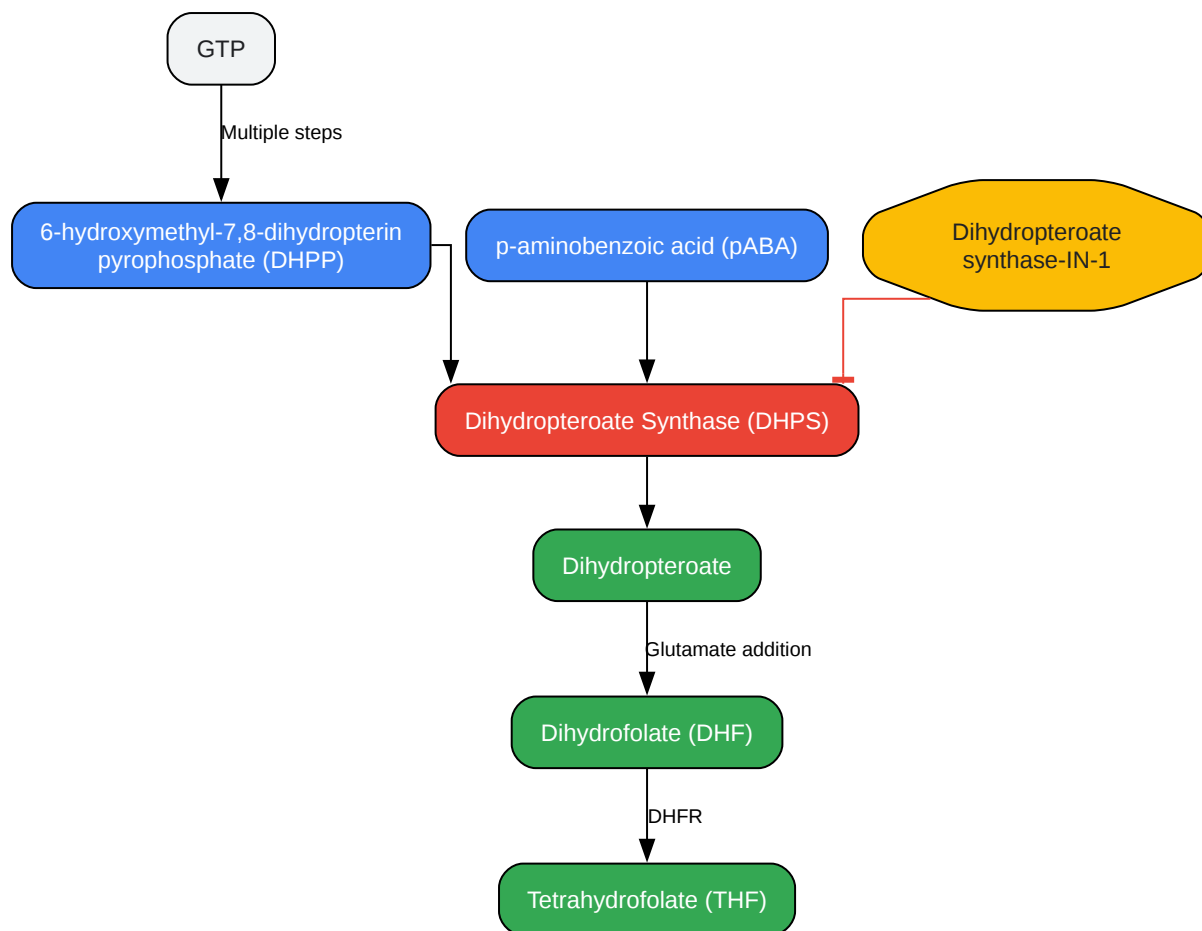 GTP
Multiple steps
6-hydroxymethyl-7,8-dihydropterin
pyrophosphate (DHPP)
p-aminobenzoic acid (pABA)
Dihydropteroate
synthase-IN-1
Dihydropteroate Synthase (DHPS)
Dihydropteroate
Glutamate addition
Dihydrofolate (DHF)
DHFR
Tetrahydrofolate (THF)